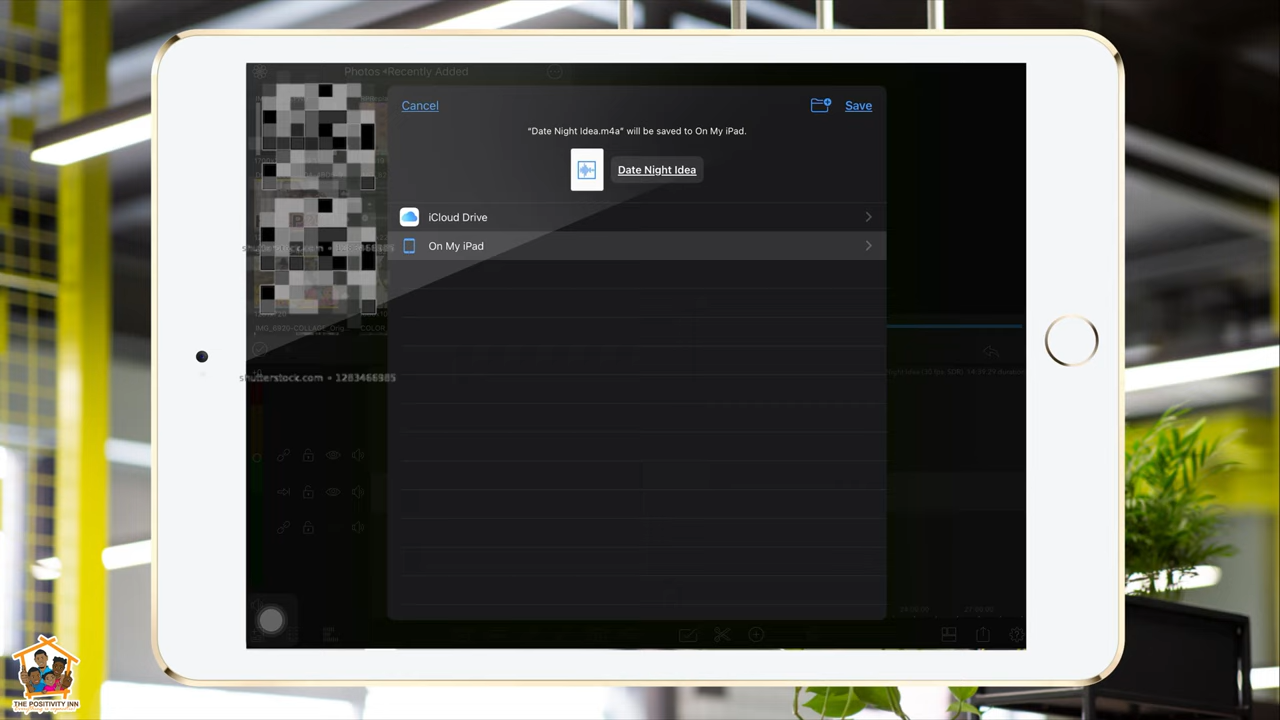 Photos •Recently Added
Cancel
Save
“Date Night Idea.m4a” will be saved to On My iPad.
Date Night Idea
iCloud Drive
On My iPad
shutterstock.com • 1283466985
THE POSITIVITY INN